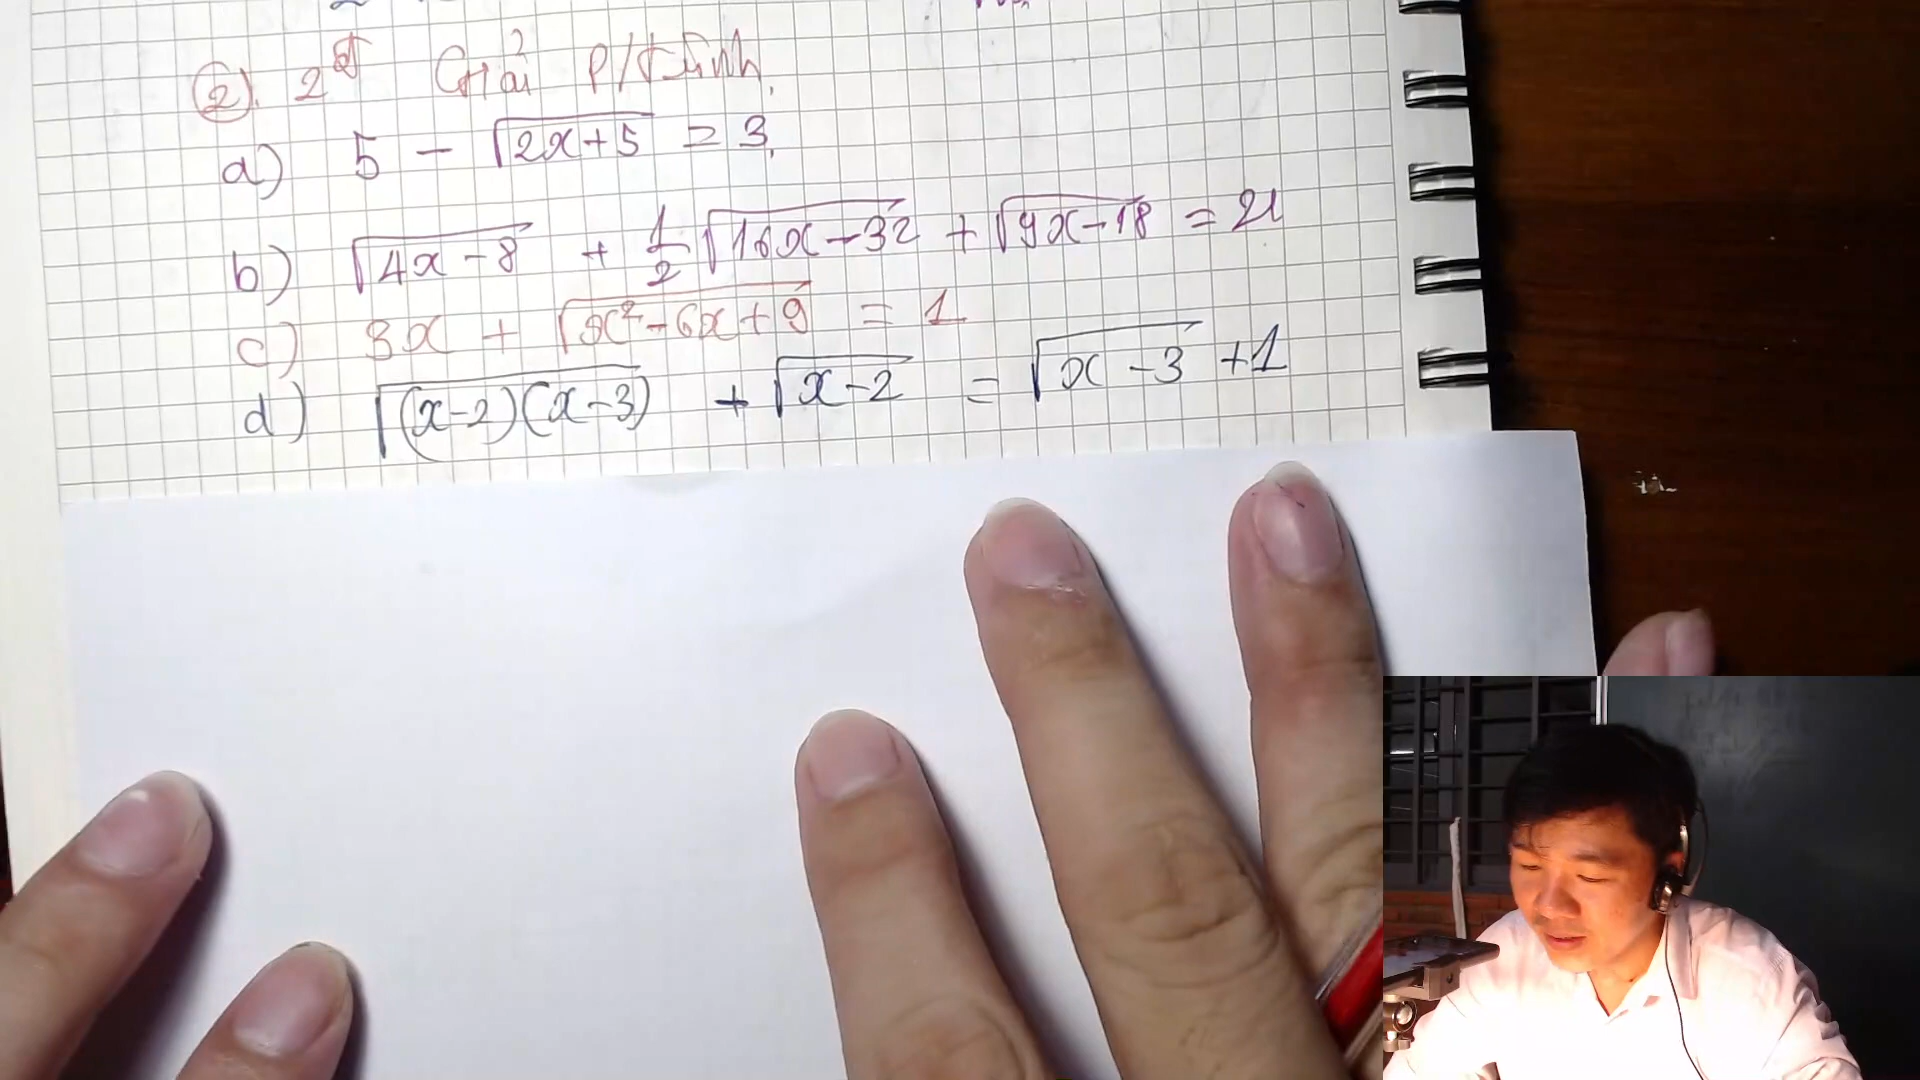 ②. 2đ Giải p/trình.
a) 5 - √(2x+5) = 3.
b) √(4x-8) + 1/2 √(16x-32) + √(9x-18) = 21
c) 3x + √(x²-6x+9) = 1
d) √((x-2)(x-3)) + √(x-2) = √(x-3) +1